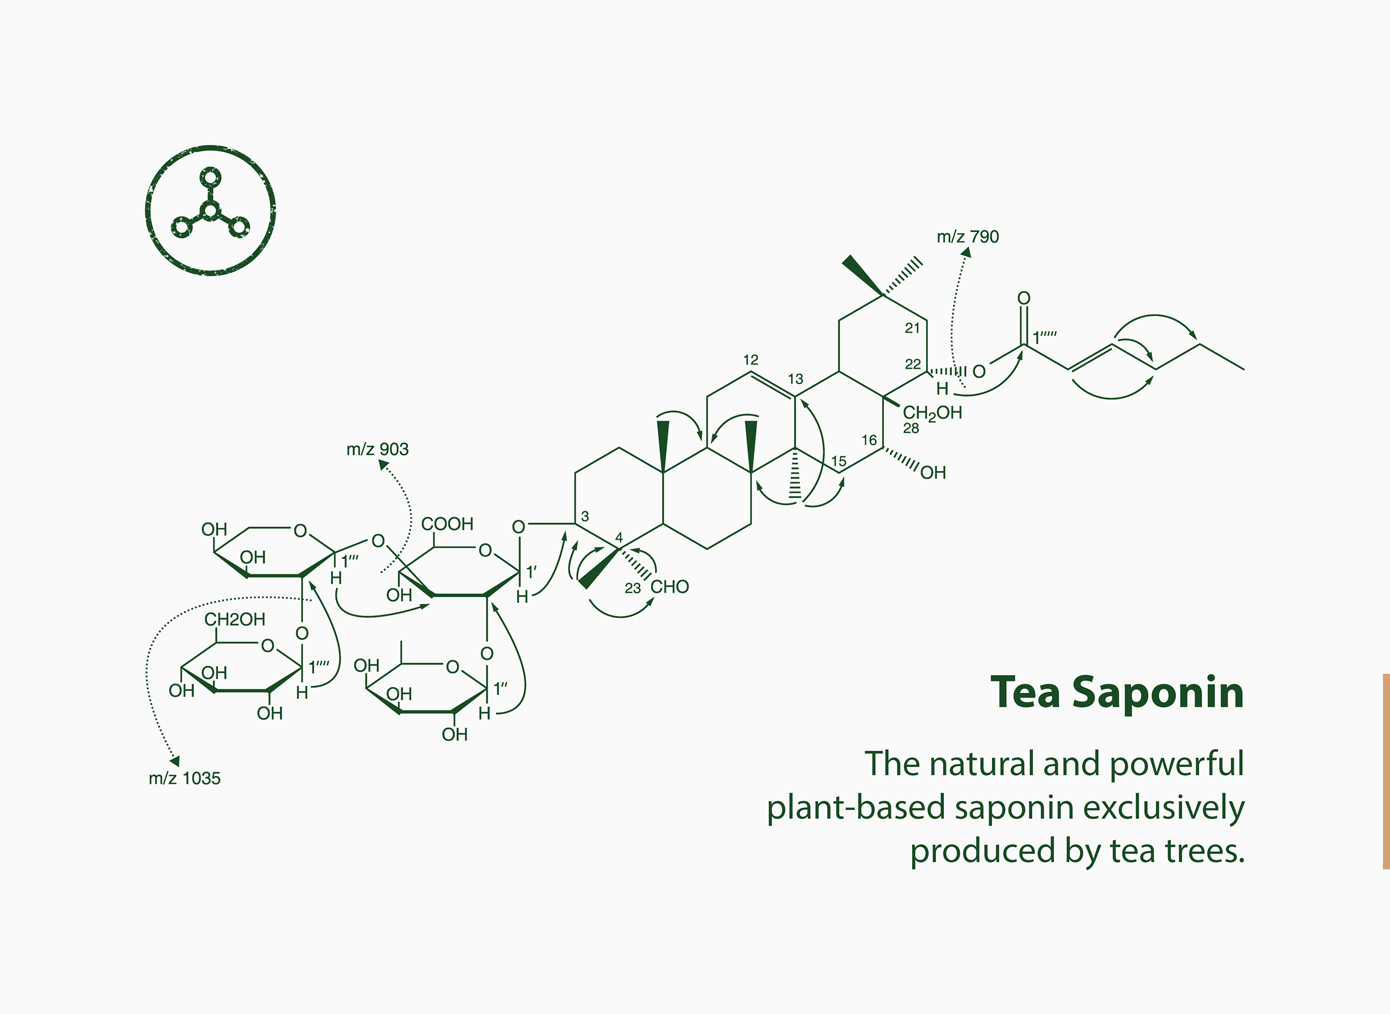 m/z 790
O
1'''''
21
22
O
H
12
13
CH2OH
28
16
15
OH
m/z 903
3
4
23
CHO
COOH
O
O
O
OH
1'
H
OH
O
OH
1'''
H
O
CH2OH
O
OH
OH
OH
1''''
H
O
OH
O
OH
OH
1''
H
m/z 1035
Tea Saponin
The natural and powerful
plant-based saponin exclusively
produced by tea trees.